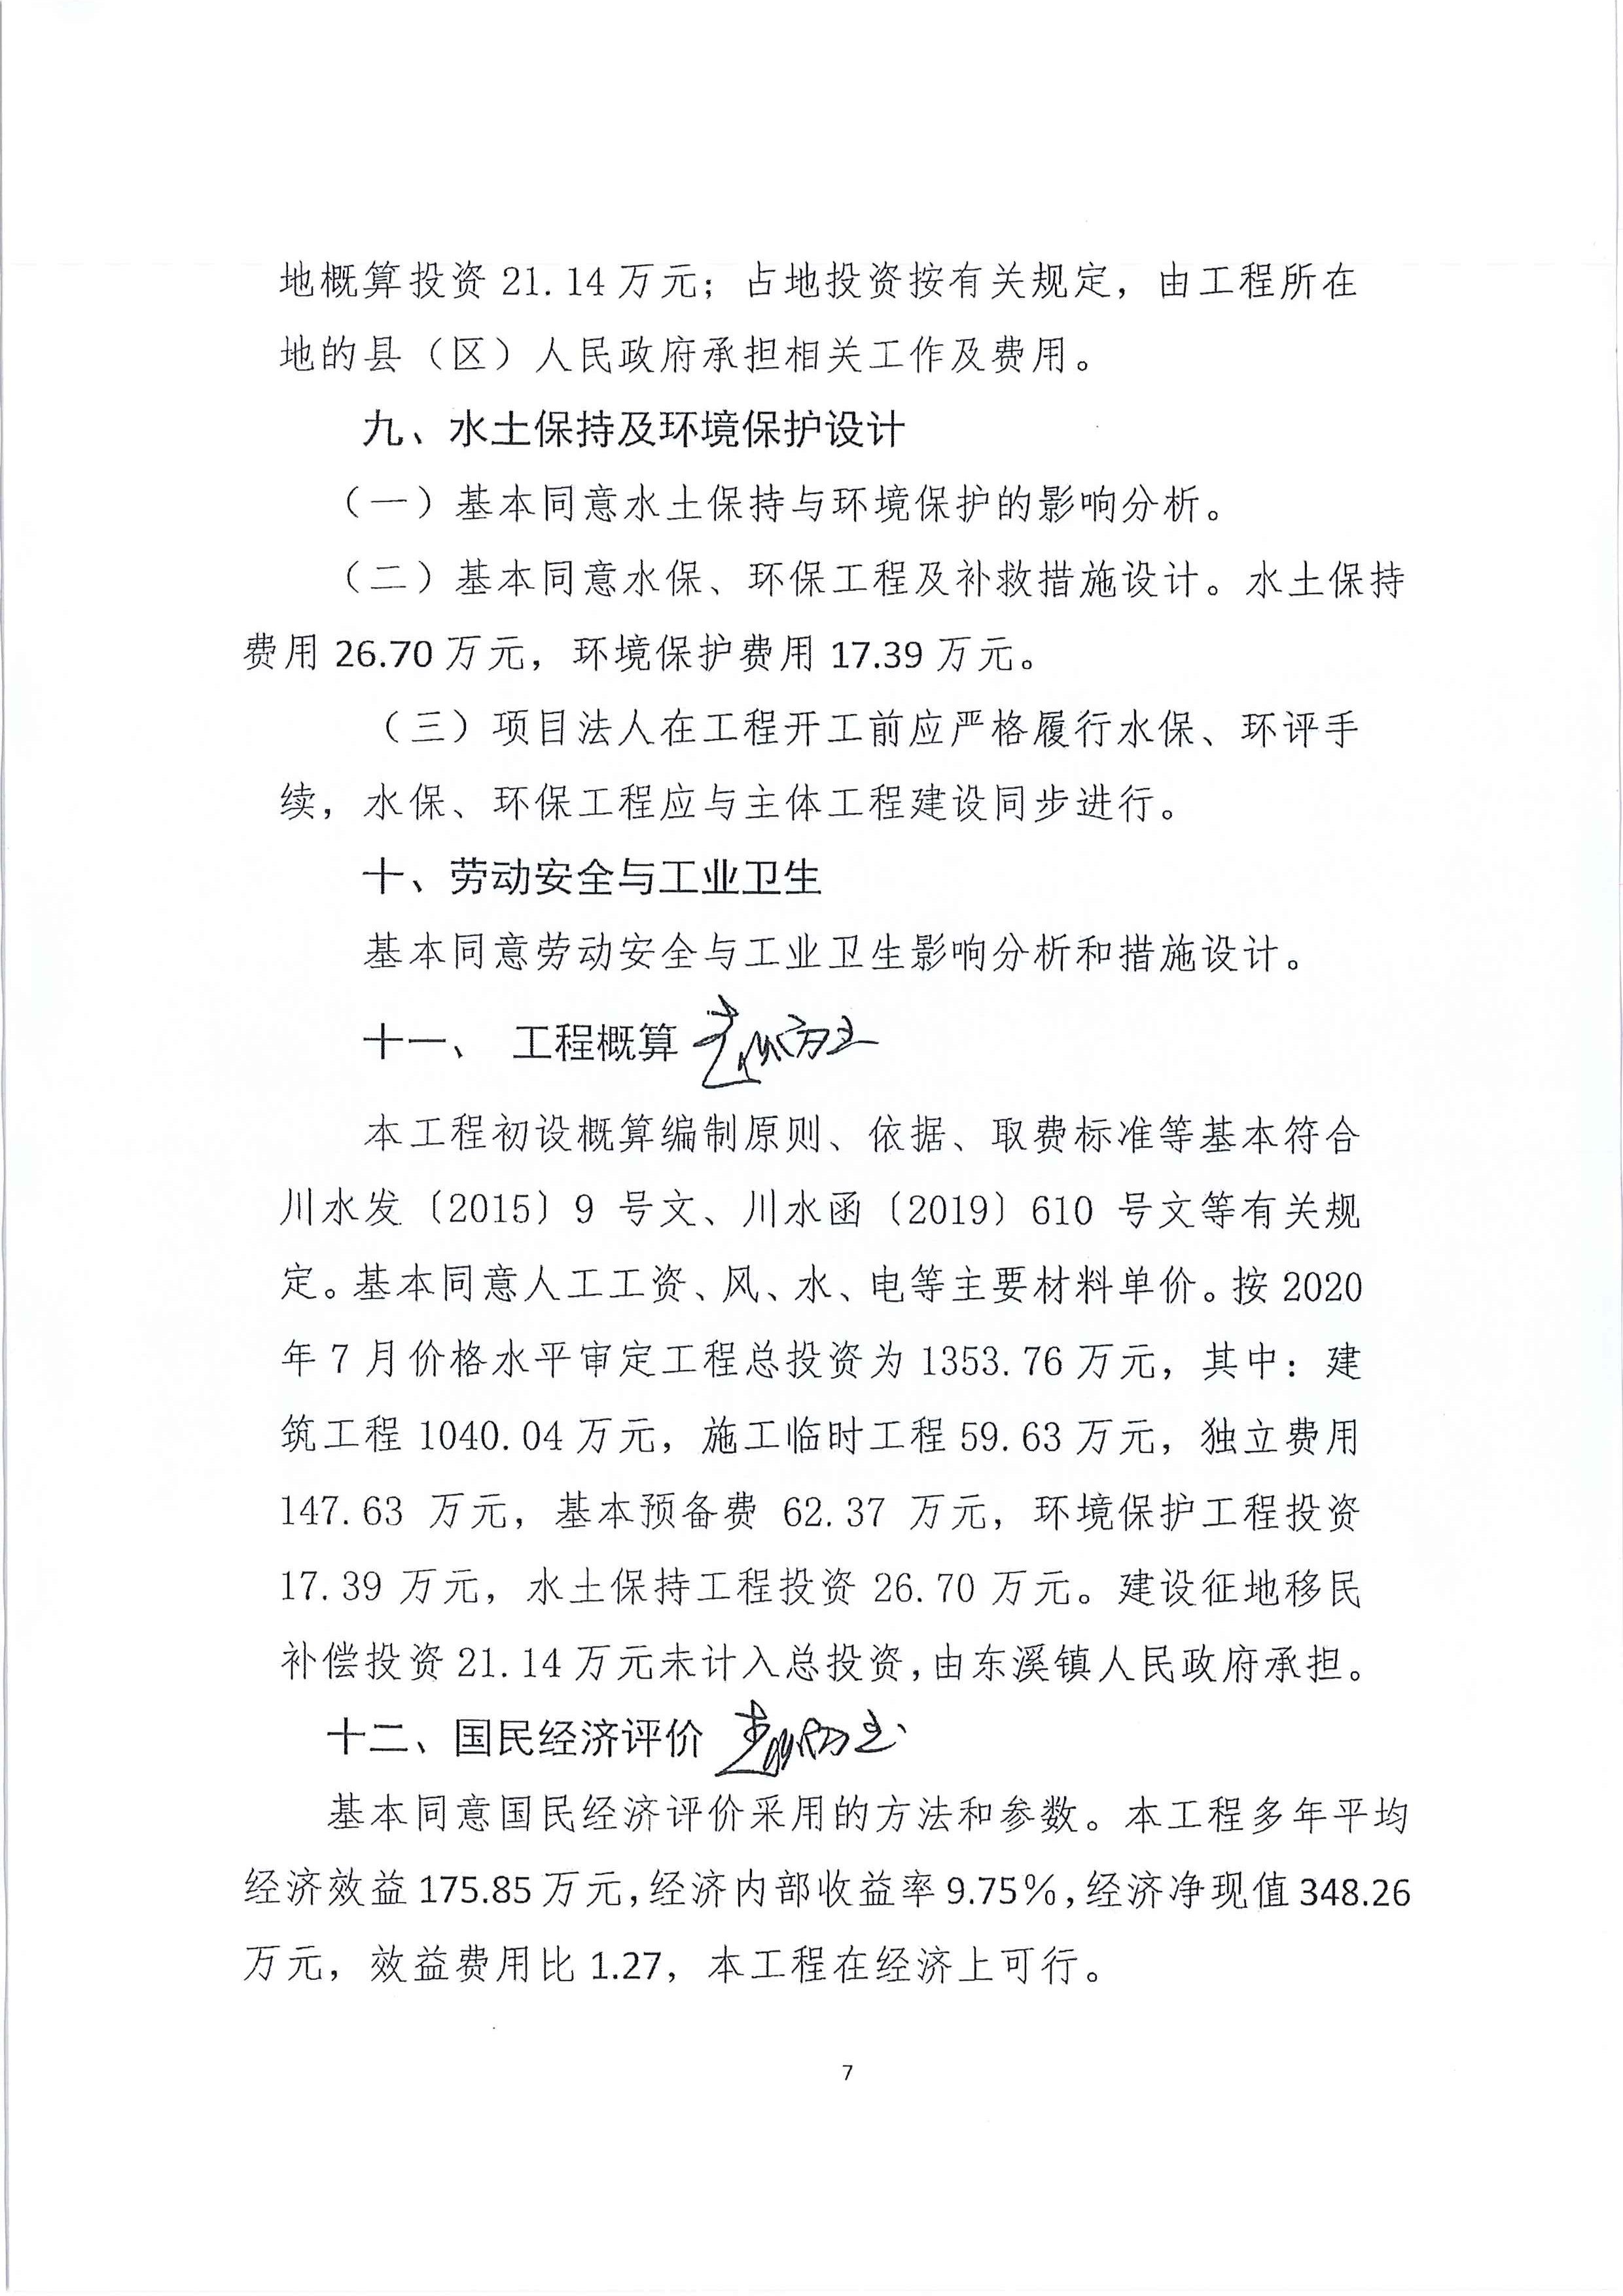 地概算投资 21.14 万元；占地投资按有关规定，由工程所在
地的县（区）人民政府承担相关工作及费用。
九、水土保持及环境保护设计
（一）基本同意水土保持与环境保护的影响分析。
（二）基本同意水保、环保工程及补救措施设计。水土保持
费用 26.70 万元，环境保护费用 17.39 万元。
（三）项目法人在工程开工前应严格履行水保、环评手
续，水保、环保工程应与主体工程建设同步进行。
十、劳动安全与工业卫生
基本同意劳动安全与工业卫生影响分析和措施设计。
十一、 工程概算
本工程初设概算编制原则、依据、取费标准等基本符合
川水发〔2015〕9 号文、川水函〔2019〕610 号文等有关规
定。基本同意人工工资、风、水、电等主要材料单价。按 2020
年 7 月价格水平审定工程总投资为 1353.76 万元，其中：建
筑工程 1040.04 万元，施工临时工程 59.63 万元，独立费用
147.63 万元，基本预备费 62.37 万元，环境保护工程投资
17.39 万元，水土保持工程投资 26.70 万元。建设征地移民
补偿投资 21.14 万元未计入总投资，由东溪镇人民政府承担。
十二、国民经济评价
基本同意国民经济评价采用的方法和参数。本工程多年平均
经济效益 175.85 万元，经济内部收益率 9.75%，经济净现值 348.26
万元，效益费用比 1.27，本工程在经济上可行。
7